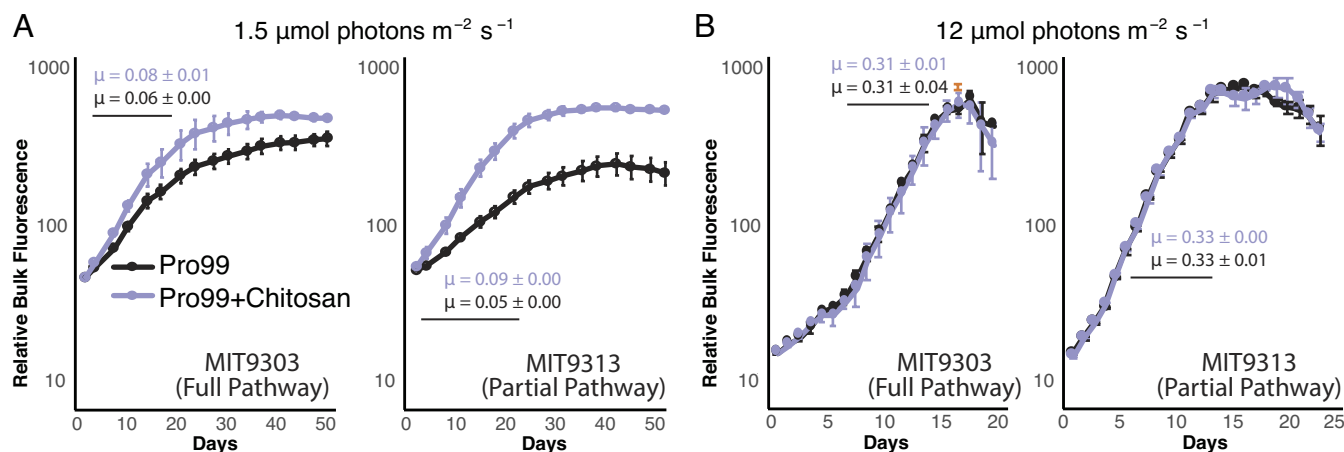 A
1.5 μmol photons m⁻² s⁻¹
Relative Bulk Fluorescence
1000
100
10
μ = 0.08 ± 0.01
μ = 0.06 ± 0.00
Pro99
Pro99+Chitosan
MIT9303
(Full Pathway)
0 10 20 30 40 50
Days
1000
100
10
μ = 0.09 ± 0.00
μ = 0.05 ± 0.00
MIT9313
(Partial Pathway)
0 10 20 30 40 50
Days
B
12 μmol photons m⁻² s⁻¹
Relative Bulk Fluorescence
1000
100
10
μ = 0.31 ± 0.01
μ = 0.31 ± 0.04
MIT9303
(Full Pathway)
0 5 10 15 20
Days
1000
100
10
μ = 0.33 ± 0.00
μ = 0.33 ± 0.01
MIT9313
(Partial Pathway)
0 5 10 15 20 25
Days